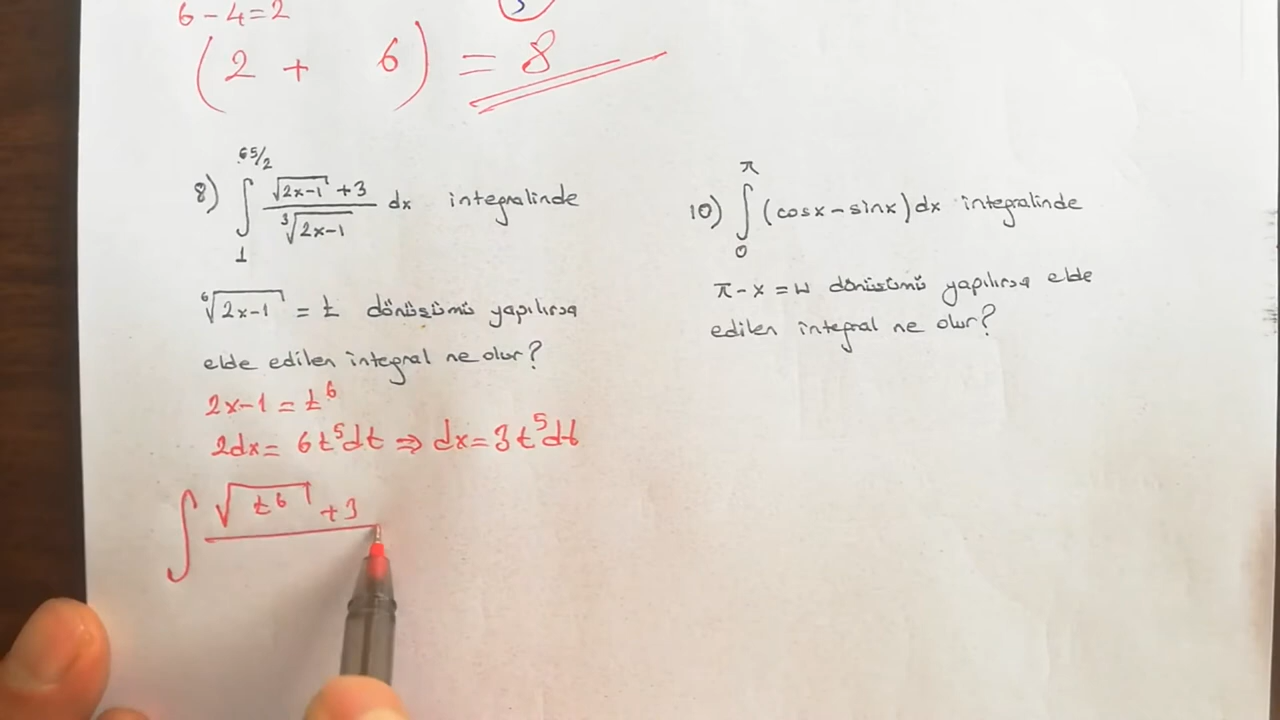 6 - 4 = 2
(2 + 6) = 8
8) ∫₁^{65/2} (√(2x-1) + 3)/(∛(2x-1)) dx integralinde
⁶√(2x-1) = t dönüşümü yapılırsa
elde edilen integral ne olur?
2x-1 = t⁶
2dx = 6t⁵dt ⇒ dx = 3t⁵dt
∫ √(t⁶) + 3
10) ∫₀^π (cosx - sinx)dx integralinde
π - x = u dönüşümü yapılırsa elde
edilen integral ne olur?